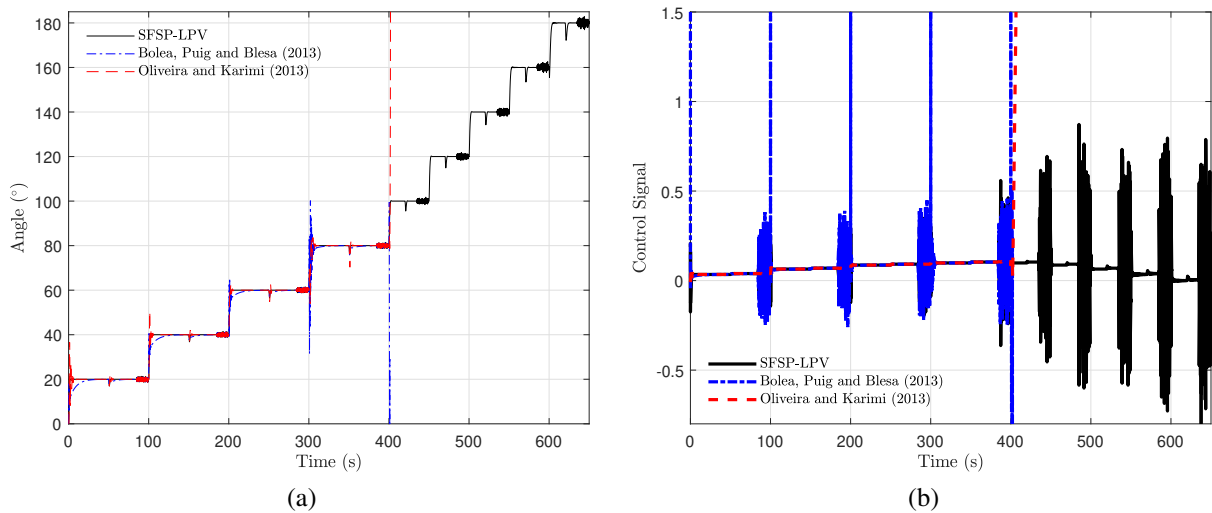 180
160
140
120
100
80
60
40
20
0
Angle (°)
SFSP-LPV
Bolea, Puig and Blesa (2013)
Oliveira and Karimi (2013)
0 100 200 300 400 500 600
Time (s)
(a)
1.5
1
0.5
0
-0.5
Control Signal
SFSP-LPV
Bolea, Puig and Blesa (2013)
Oliveira and Karimi (2013)
0 100 200 300 400 500 600
Time (s)
(b)